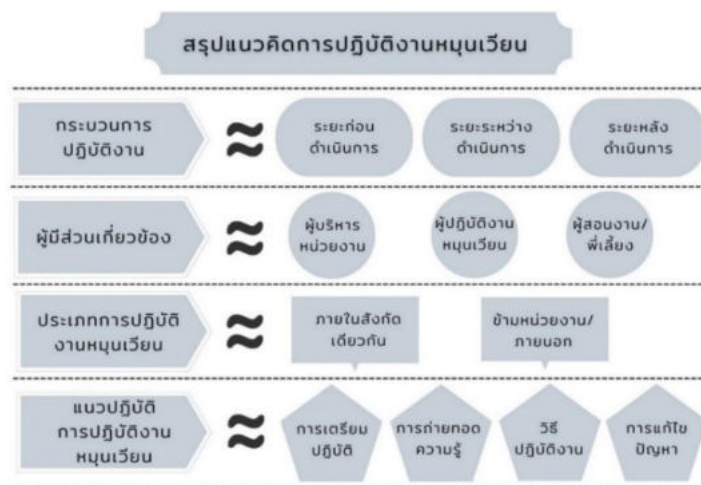 สรุปแนวคิดการปฏิบัติงานหมุนเวียน
กระบวนการ
ปฏิบัติงาน
ระยะก่อน
ดำเนินการ
ระยะระหว่าง
ดำเนินการ
ระยะหลัง
ดำเนินการ
ผู้มีส่วนเกี่ยวข้อง
ผู้บริหาร
หน่วยงาน
ผู้ปฏิบัติงาน
หมุนเวียน
ผู้สอนงาน/
พี่เลี้ยง
ประเภทการปฏิบัติ
งานหมุนเวียน
ภายในสังกัด
เดียวกัน
ข้ามหน่วยงาน/
ภายนอก
แนวปฏิบัติ
การปฏิบัติงาน
หมุนเวียน
การเตรียม
ปฏิบัติ
การถ่ายทอด
ความรู้
วิธี
ปฏิบัติงาน
การแก้ไข
ปัญหา